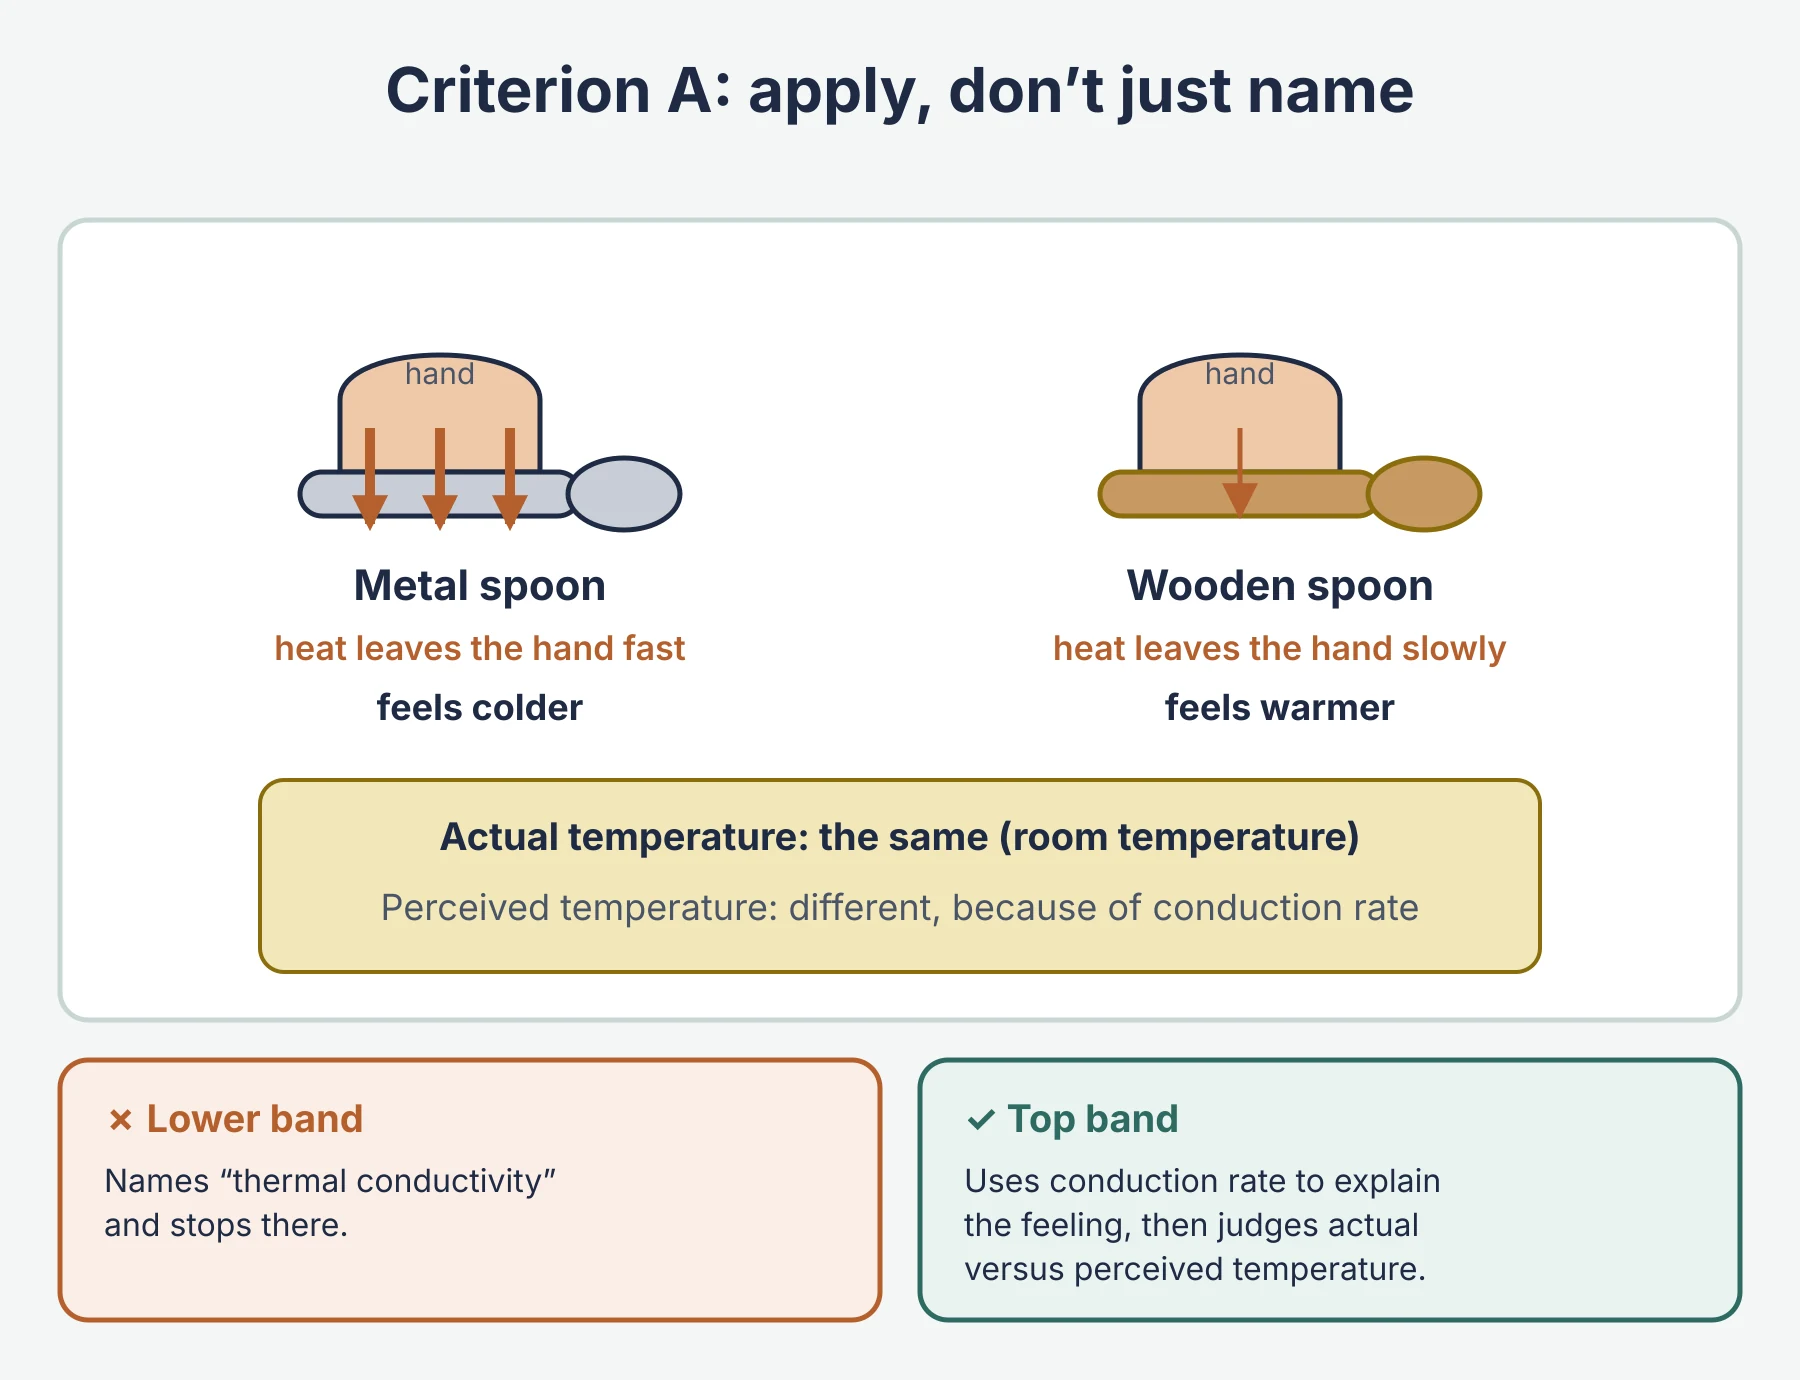 Criterion A: apply, don’t just name
hand
hand
Metal spoon
heat leaves the hand fast
feels colder
Wooden spoon
heat leaves the hand slowly
feels warmer
Actual temperature: the same (room temperature)
Perceived temperature: different, because of conduction rate
× Lower band
Names “thermal conductivity”
and stops there.
✓ Top band
Uses conduction rate to explain
the feeling, then judges actual
versus perceived temperature.